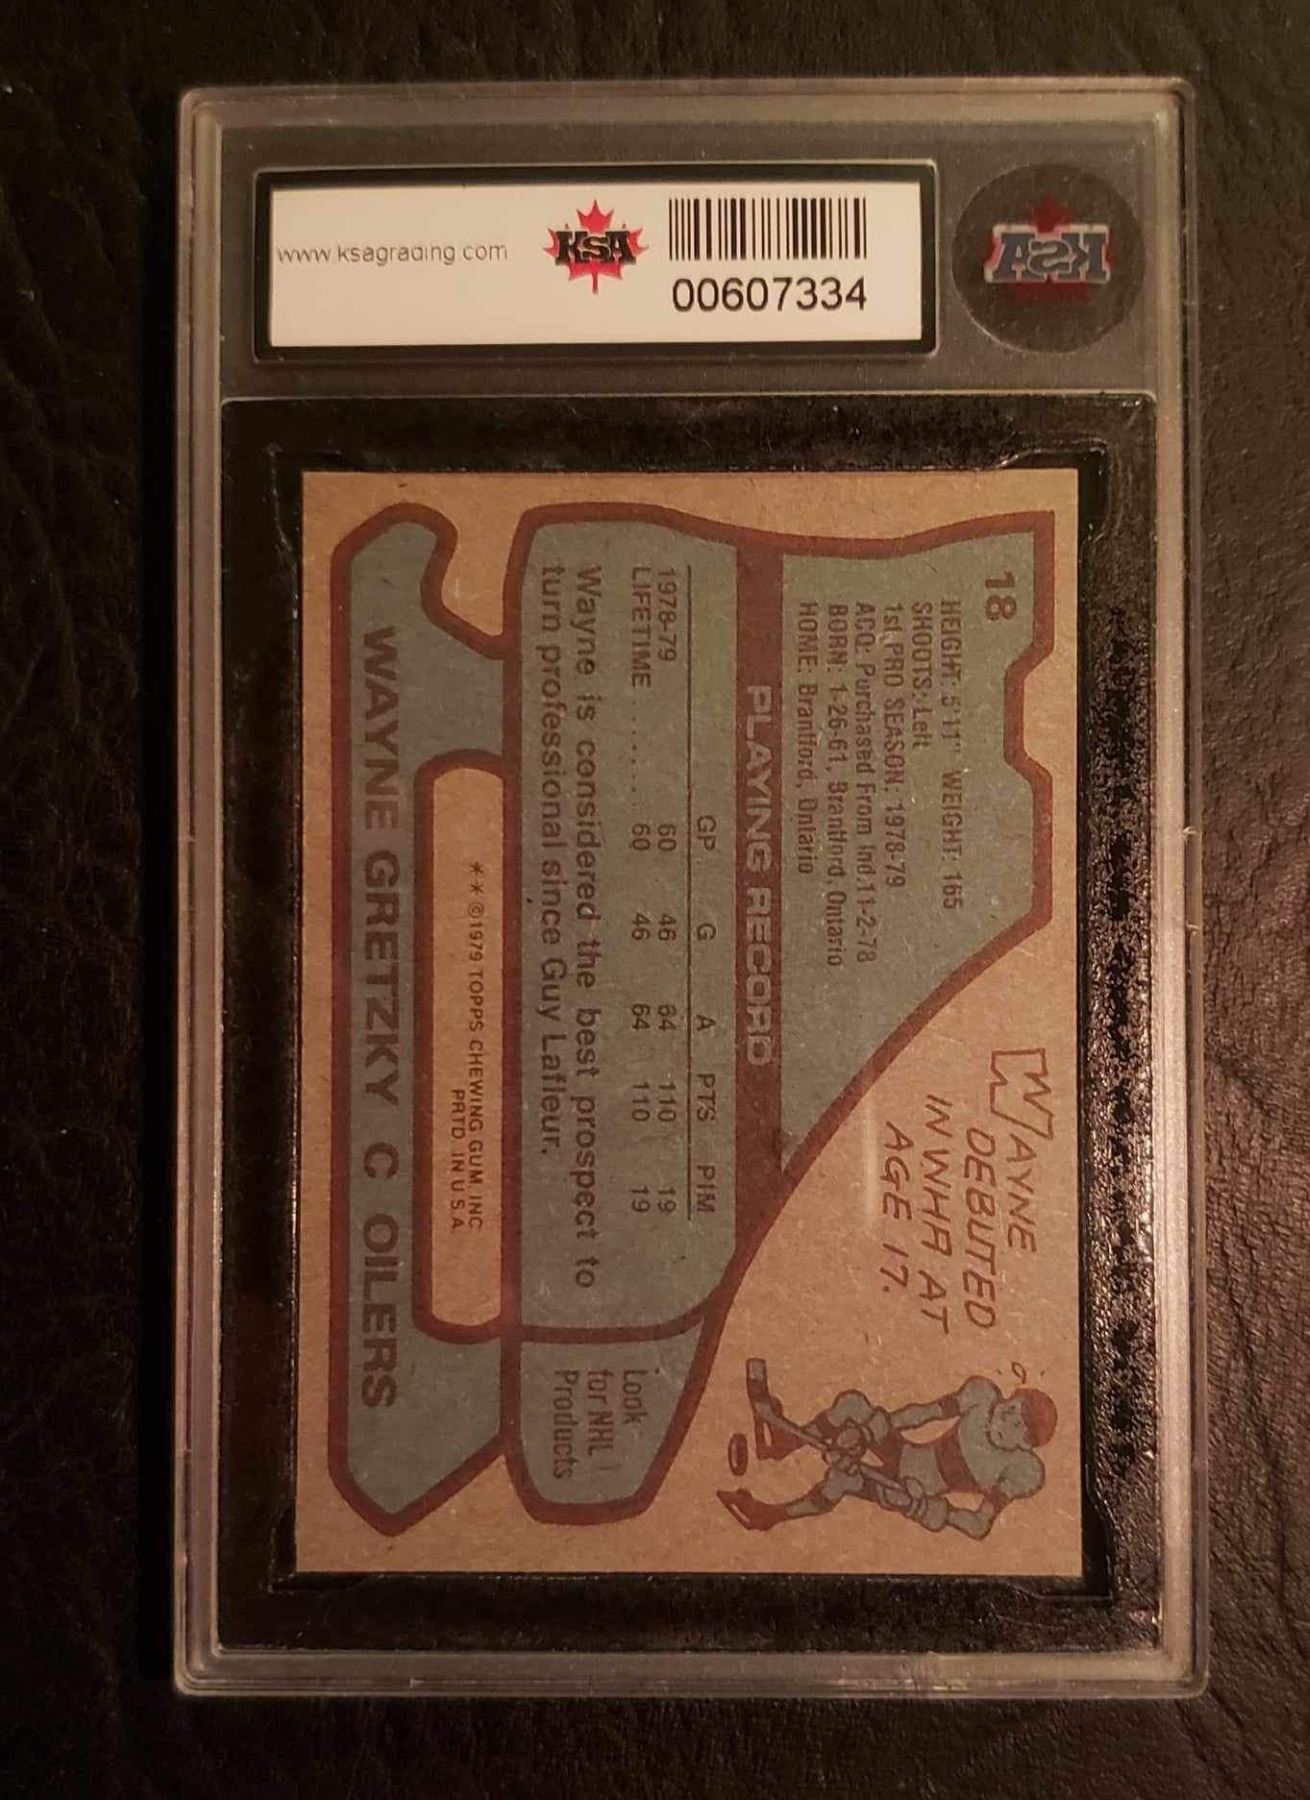 www.ksagrading.com
KSA
00607334
KSA
18
HEIGHT: 5'11" WEIGHT: 165
SHOOTS: Left
1st PRO SEASON: 1978-79
ACQ: Purchased From Ind. 11-2-78
BORN: 1-26-61, Brantford, Ontario
HOME: Brantford, Ontario
WAYNE
DEBUTED
IN WHA AT
AGE 17.
PLAYING RECORD
GP G A PTS PIM
1978-79 60 46 64 110 19
LIFETIME ...... 60 46 64 110 19
Wayne is considered the best prospect to
turn professional since Guy Lafleur.
Look
for NHL
Products
**©1979 TOPPS CHEWING GUM, INC.
PRTD. IN U.S.A.
WAYNE GRETZKY C OILERS